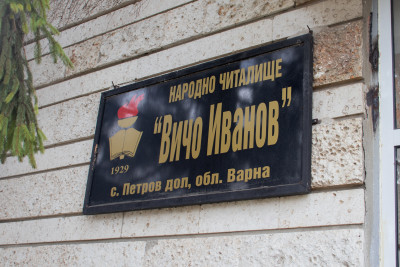 НАРОДНО ЧИТАЛИЩЕ
"Вичо Иванов"
1929
с. Петров дол, обл. Варна